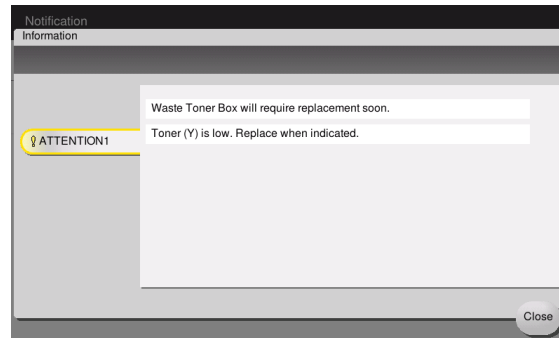 Notification
Information
Waste Toner Box will require replacement soon.
Toner (Y) is low. Replace when indicated.
ATTENTION1
Close